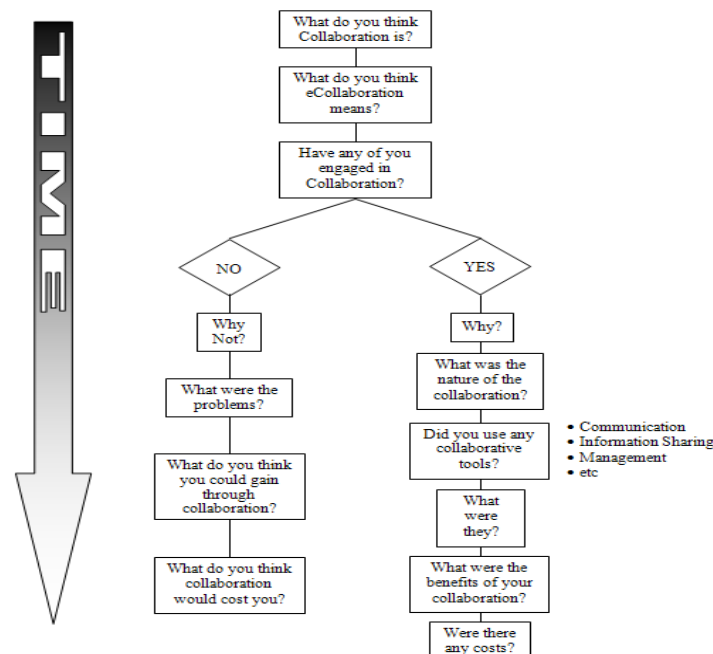 TIME
What do you think
Collaboration is?
What do you think
eCollaboration
means?
Have any of you
engaged in
Collaboration?
NO
Why
Not?
What were the
problems?
What do you think
you could gain
through
collaboration?
What do you think
collaboration
would cost you?
YES
Why?
What was the
nature of the
collaboration?
Did you use any
collaborative
tools?
• Communication
• Information Sharing
• Management
• etc
What
were
they?
What were the
benefits of your
collaboration?
Were there
any costs?